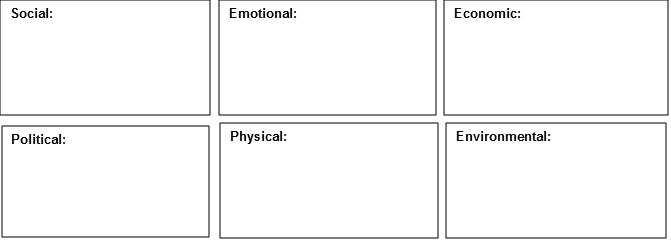 Social:
Emotional:
Economic:
Political:
Physical:
Environmental: